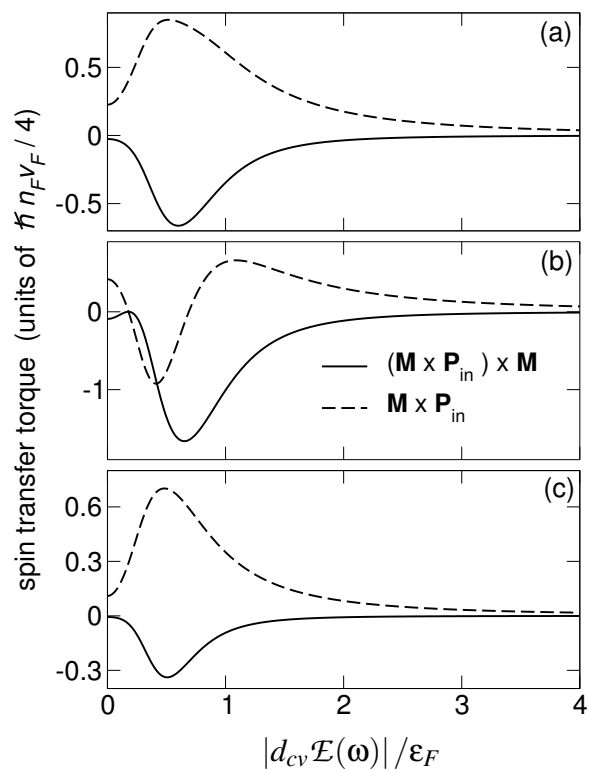 (a)
0.5
0
-0.5
(b)
0
-1
(M x P_in ) x M
M x P_in
(c)
0.6
0.3
0
-0.3
0 1 2 3 4
spin transfer torque (units of ℏ n_F v_F / 4)
|d_cv ℰ(ω)| /ε_F